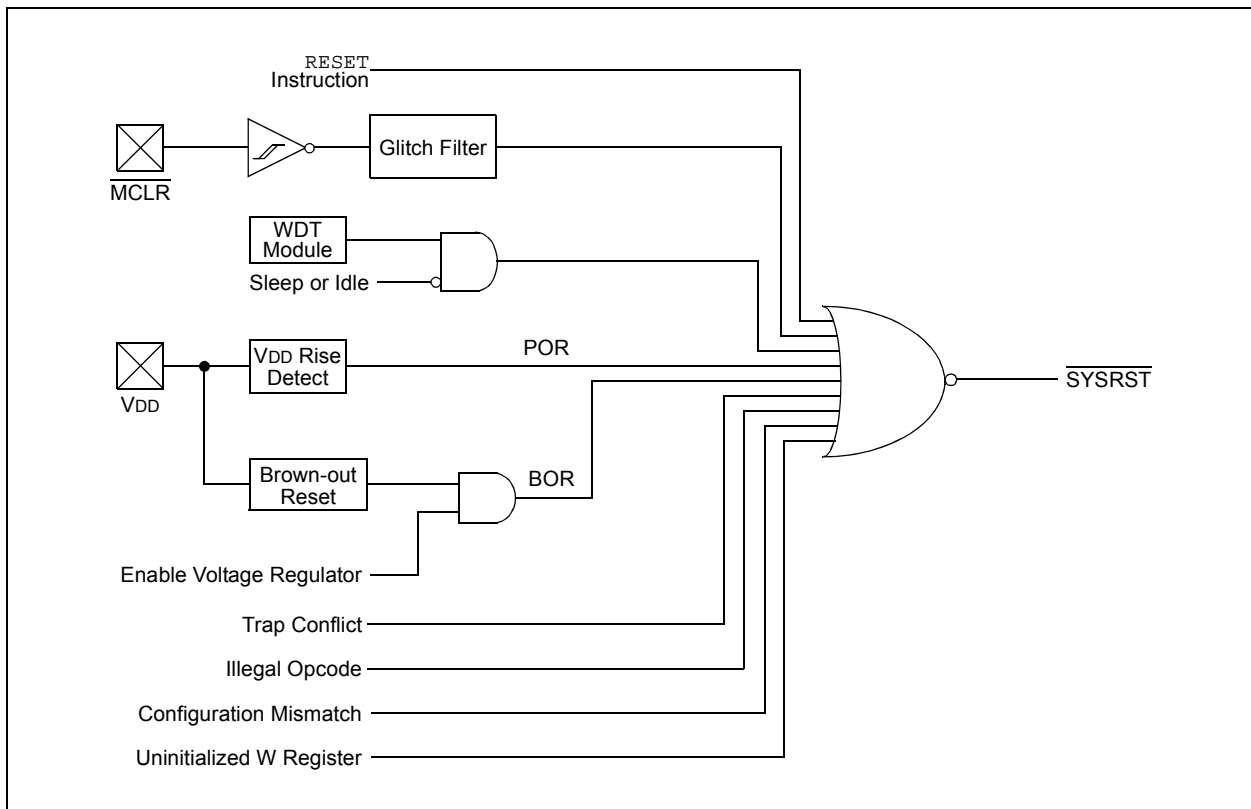 RESET
Instruction
MCLR
Glitch Filter
WDT
Module
Sleep or Idle
VDD
VDD Rise
Detect
POR
SYSRST
Brown-out
Reset
BOR
Enable Voltage Regulator
Trap Conflict
Illegal Opcode
Configuration Mismatch
Uninitialized W Register